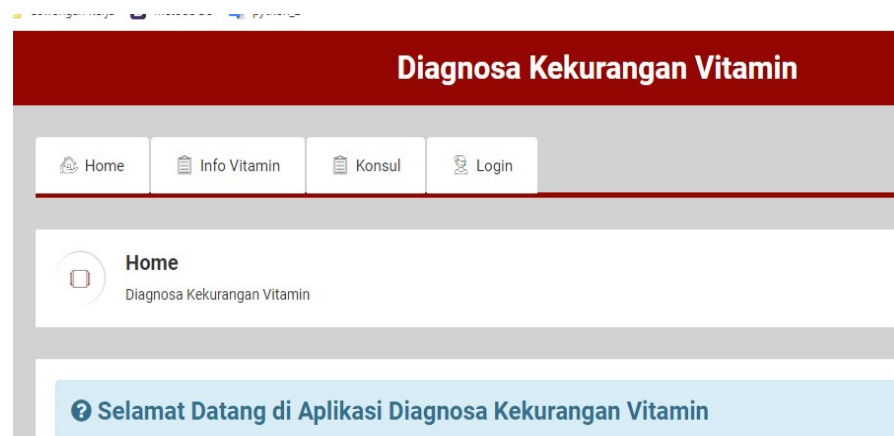 Diagnosa Kekurangan Vitamin
Home Info Vitamin Konsul Login
Home
Diagnosa Kekurangan Vitamin
Selamat Datang di Aplikasi Diagnosa Kekurangan Vitamin